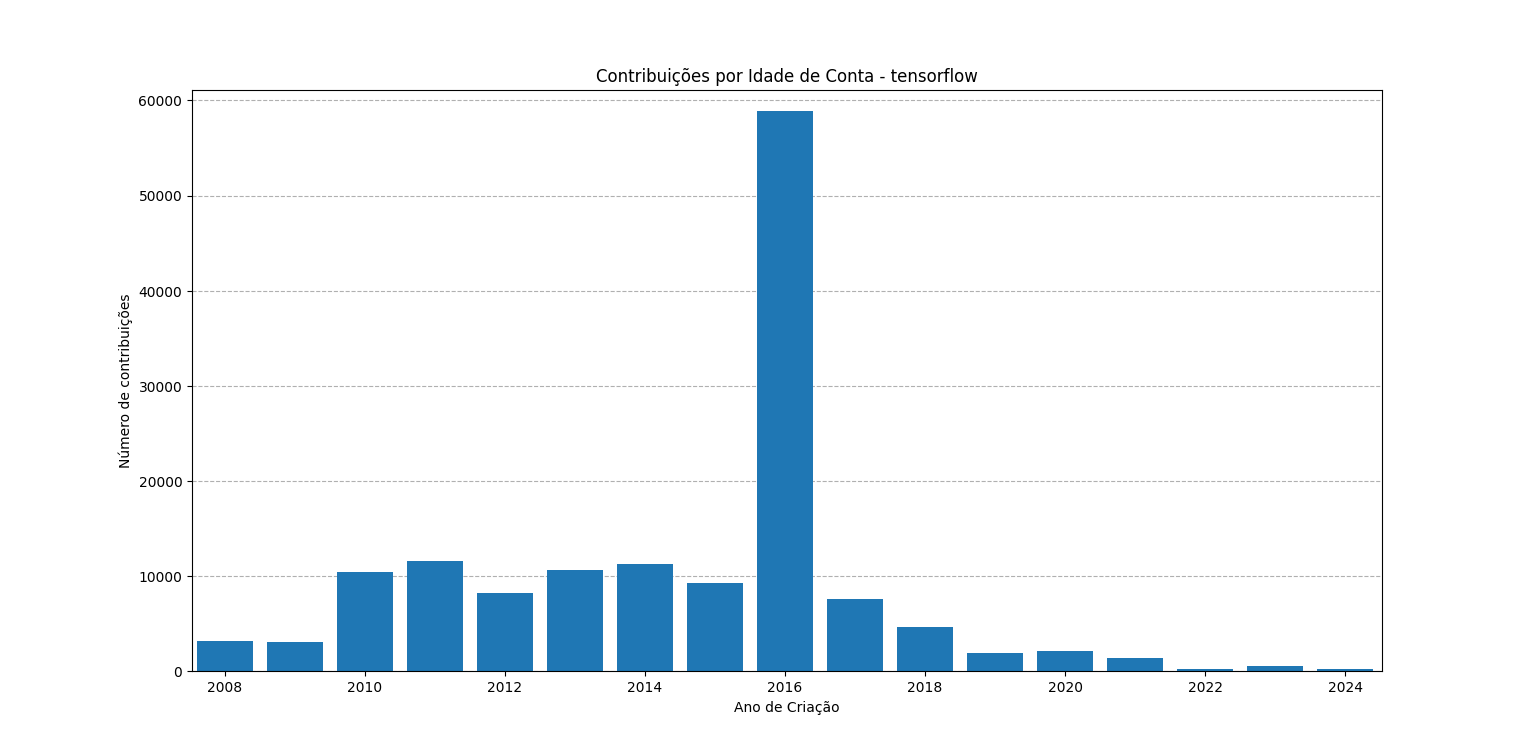 Contribuições por Idade de Conta - tensorflow
60000
50000
40000
30000
20000
10000
0
Número de contribuições
2008 2010 2012 2014 2016 2018 2020 2022 2024
Ano de Criação